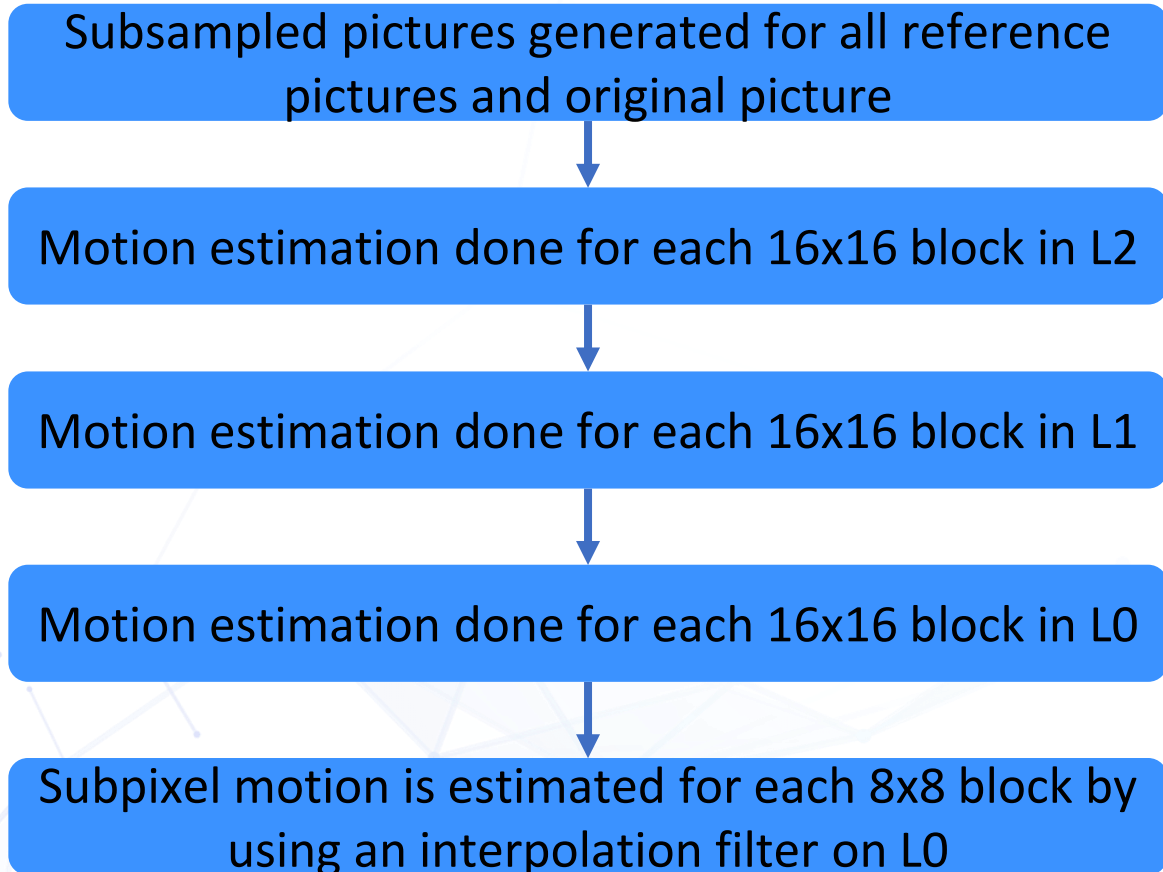 Subsampled pictures generated for all reference
pictures and original picture
Motion estimation done for each 16x16 block in L2
Motion estimation done for each 16x16 block in L1
Motion estimation done for each 16x16 block in L0
Subpixel motion is estimated for each 8x8 block by
using an interpolation filter on L0